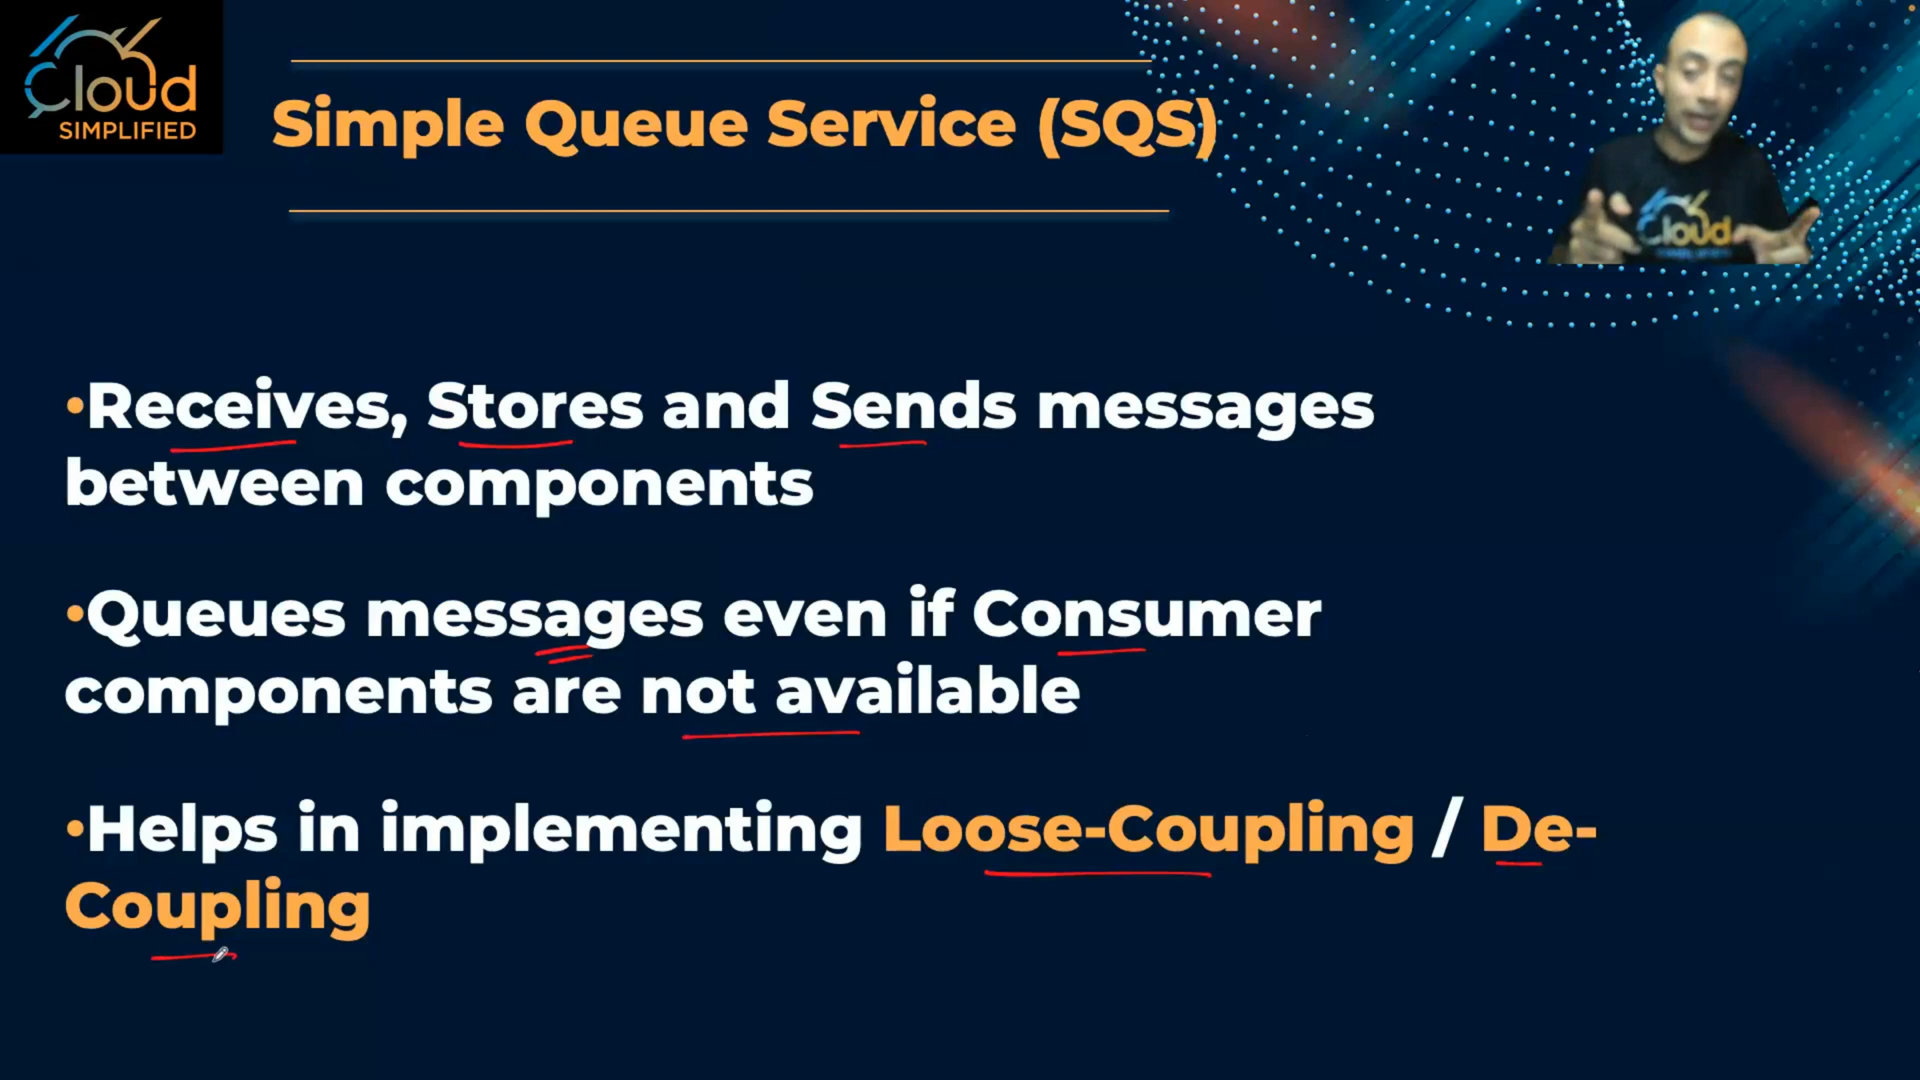 Cloud
SIMPLIFIED
Simple Queue Service (SQS)
Cloud
•Receives, Stores and Sends messages
between components
•Queues messages even if Consumer
components are not available
•Helps in implementing Loose-Coupling / De-
Coupling